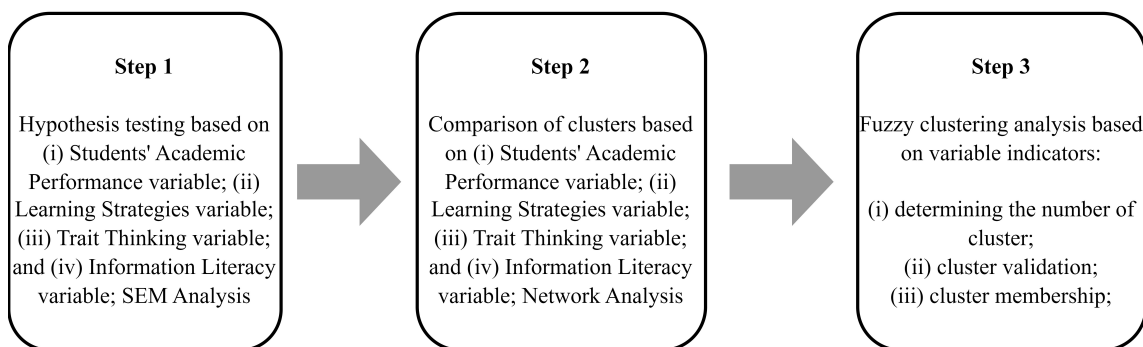 Step 1
Hypothesis testing based on
(i) Students' Academic
Performance variable; (ii)
Learning Strategies variable;
(iii) Trait Thinking variable;
and (iv) Information Literacy
variable; SEM Analysis
Step 2
Comparison of clusters based
on (i) Students' Academic
Performance variable; (ii)
Learning Strategies variable;
(iii) Trait Thinking variable;
and (iv) Information Literacy
variable; Network Analysis
Step 3
Fuzzy clustering analysis based
on variable indicators:
(i) determining the number of
cluster;
(ii) cluster validation;
(iii) cluster membership;